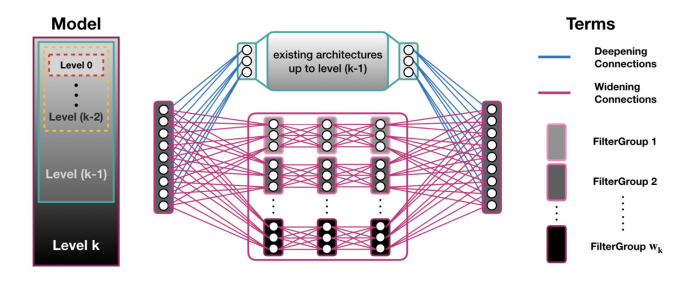 Model
Level 0
Level (k-2)
Level (k-1)
Level k
existing architectures
up to level (k-1)
Terms
Deepening
Connections
Widening
Connections
FilterGroup 1
FilterGroup 2
FilterGroup wk